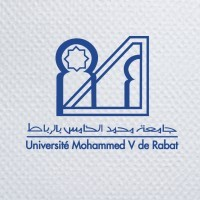 جامعة محمد الخامس بالرباط
Université Mohammed V de Rabat